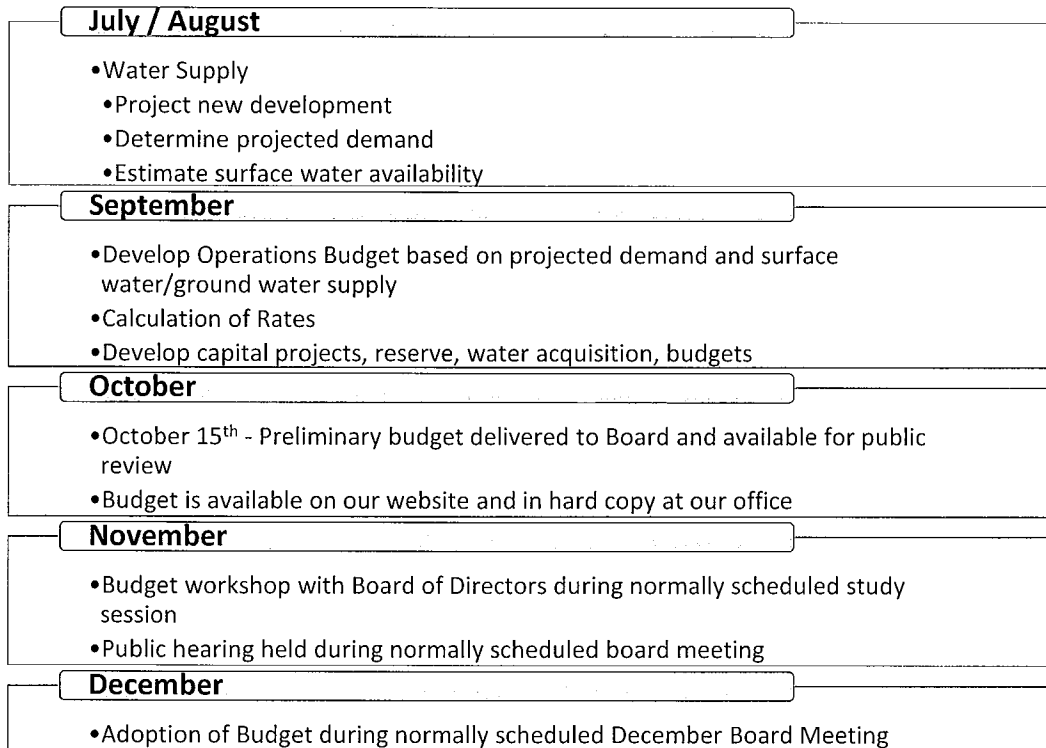 July / August
•Water Supply
•Project new development
•Determine projected demand
•Estimate surface water availability
September
•Develop Operations Budget based on projected demand and surface
water/ground water supply
•Calculation of Rates
•Develop capital projects, reserve, water acquisition, budgets
October
•October 15th - Preliminary budget delivered to Board and available for public
review
•Budget is available on our website and in hard copy at our office
November
•Budget workshop with Board of Directors during normally scheduled study
session
•Public hearing held during normally scheduled board meeting
December
•Adoption of Budget during normally scheduled December Board Meeting